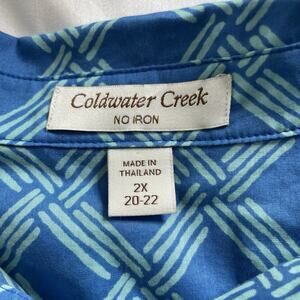 Coldwater Creek
NO IRON
MADE IN
THAILAND
2X
20-22